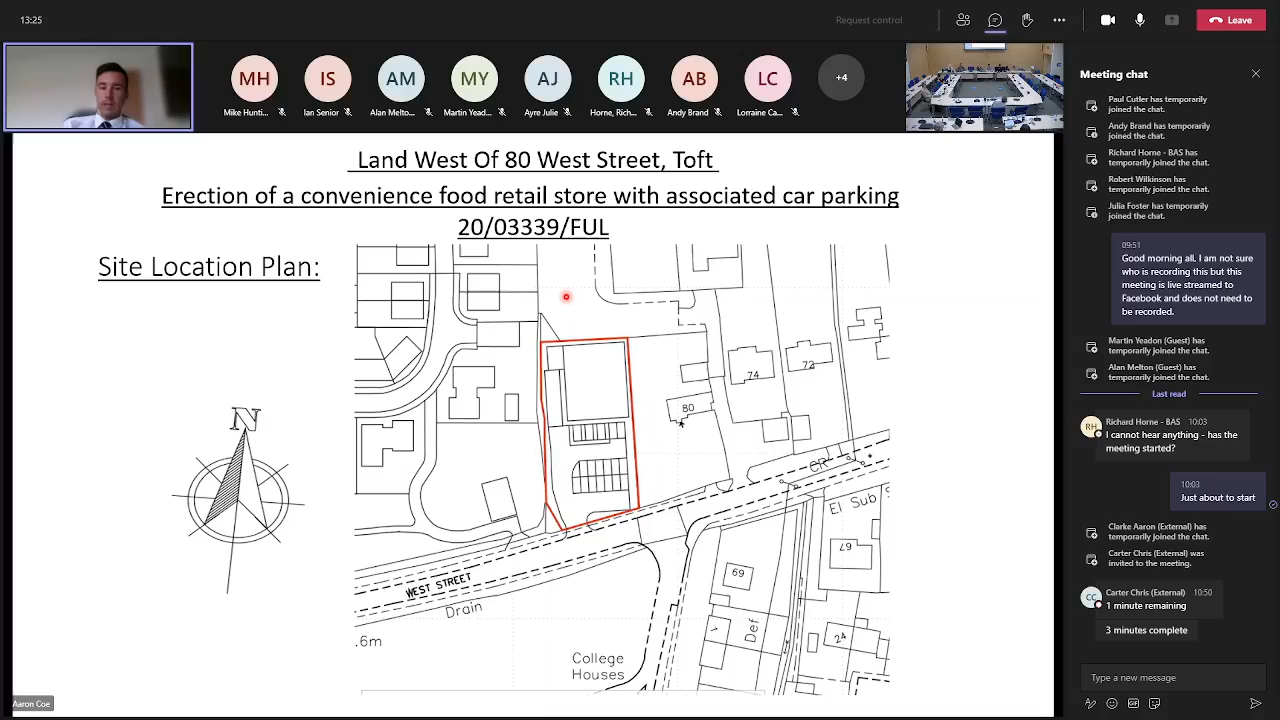 13:25
Request control
Leave
MH
IS
AM
MY
AJ
RH
AB
LC
+4
Ian Senior
Alan Melton...
Martin Yead...
Ayre Julie
Horne, Rich...
Andy Brand
Lorraine Ca...
Land West Of 80 West Street, Toft
Erection of a convenience food retail store with associated car parking
20/03339/FUL
Site Location Plan:
N
74
72
80
CR
El Sub S
67
69
WEST STREET
Drain
.6m
Def
1
24
College
Houses
Aaron Coe
Meeting chat
Paul Cutler has temporarily
joined the chat.
Andy Brand has temporarily
joined the chat.
Richard Horne - BAS has
temporarily joined the chat.
Robert Wilkinson has
temporarily joined the chat.
Julia Foster has temporarily
joined the chat.
09:51
Good morning all. I am not sure
who is recording this but this
meeting is live streamed to
Facebook and does not need to
be recorded.
Martin Yeadon (Guest) has
temporarily joined the chat.
Alan Melton (Guest) has
temporarily joined the chat.
Last read
RH
Richard Horne - BAS 10:03
I cannot hear anything - has the
meeting started?
10:03
Just about to start
Clarke Aaron (External) has
temporarily joined the chat.
Carter Chris (External) was
invited to the meeting.
CC
Carter Chris (External) 10:50
1 minute remaining
3 minutes complete
Type a new message